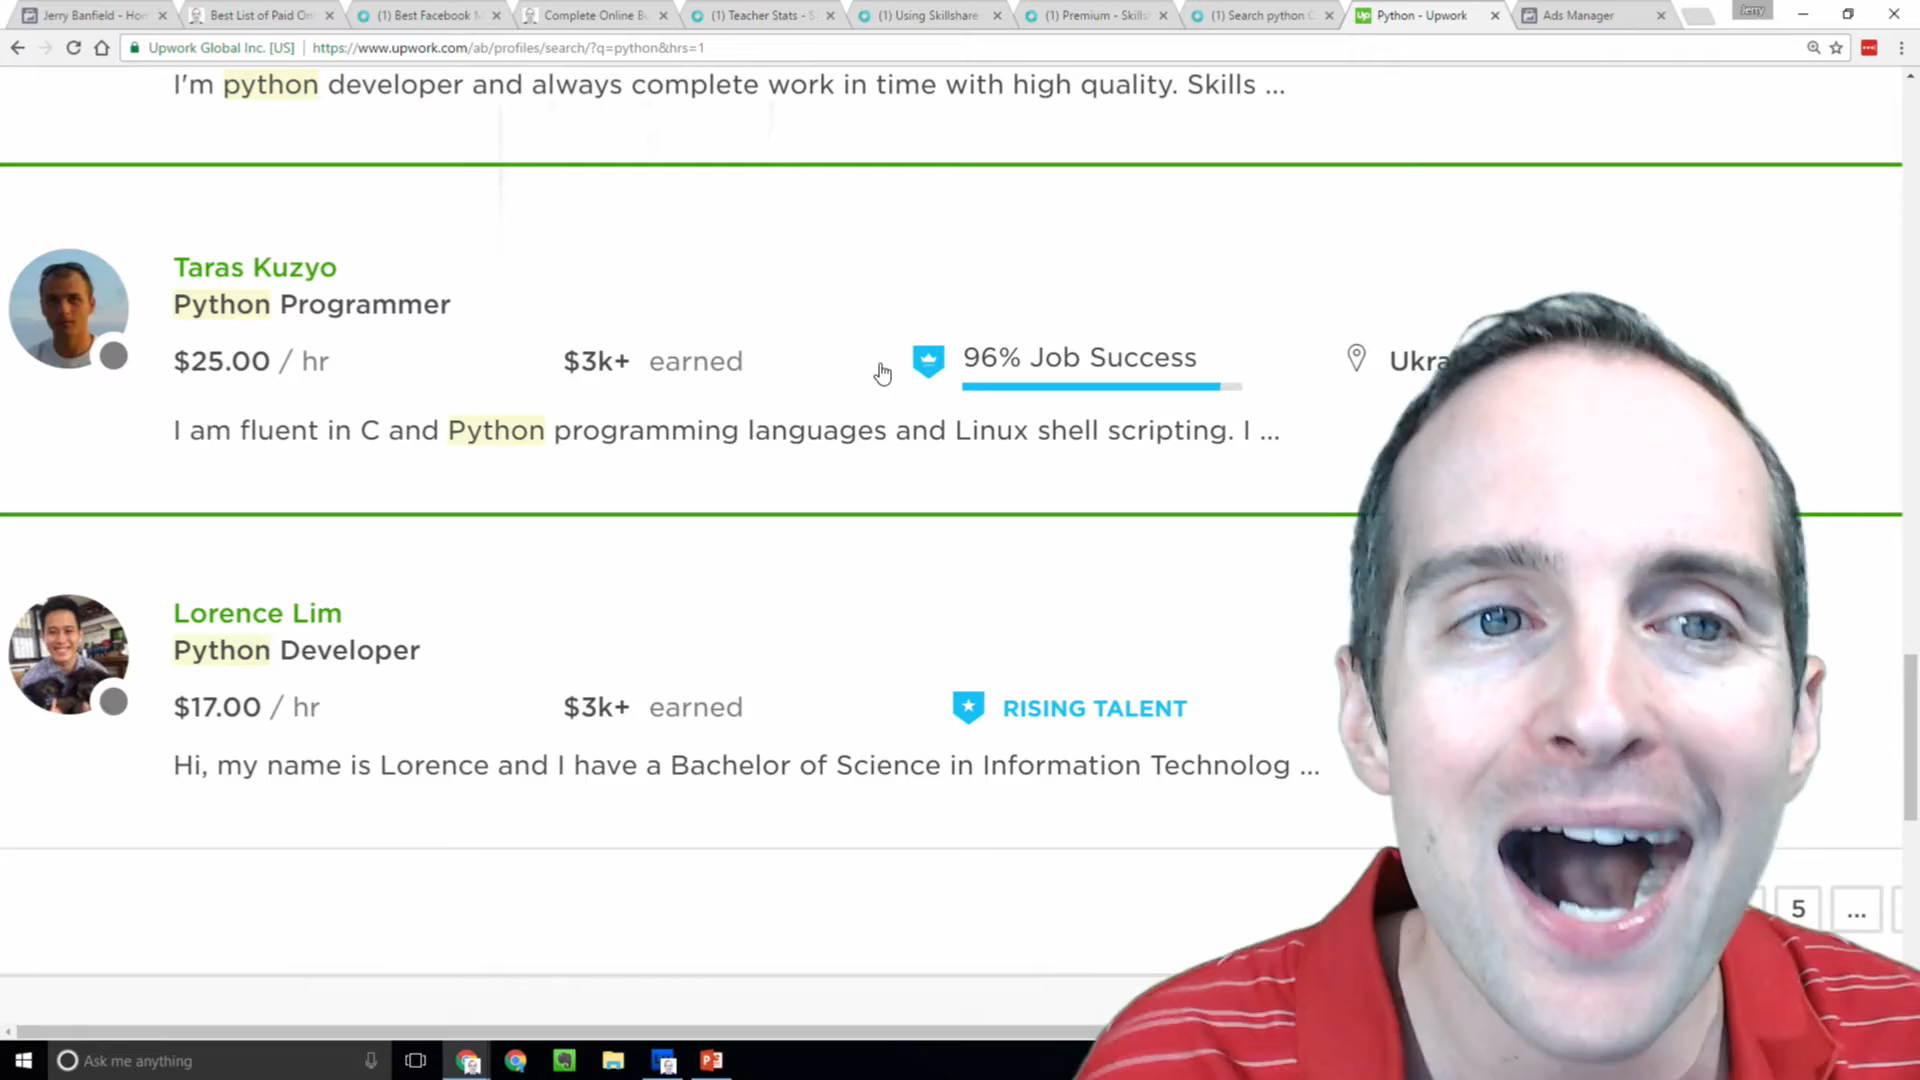 Jerry Banfield - Hom
Best List of Paid On
(1) Best Facebook M
Complete Online Bu
(1) Teacher Stats - S
(1) Using Skillshare
(1) Premium - Skills
(1) Search python C
Up Python - Upwork
Ads Manager
Jerry
Upwork Global Inc. [US] https://www.upwork.com/ab/profiles/search/?q=python&hrs=1
I'm python developer and always complete work in time with high quality. Skills ...
Taras Kuzyo
Python Programmer
$25.00 / hr $3k+ earned 96% Job Success Ukra
I am fluent in C and Python programming languages and Linux shell scripting. I ...
Lorence Lim
Python Developer
$17.00 / hr $3k+ earned RISING TALENT
Hi, my name is Lorence and I have a Bachelor of Science in Information Technolog ...
5 ...
Ask me anything